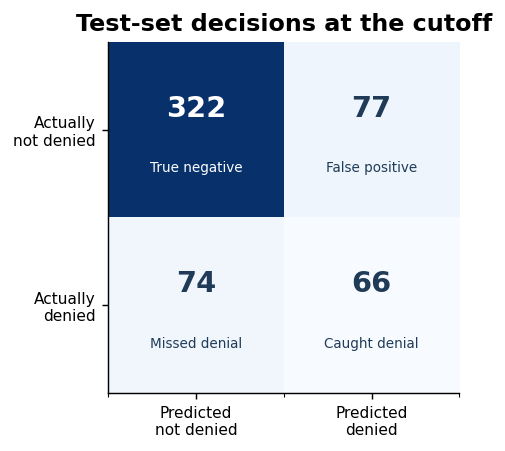 Test-set decisions at the cutoff
Actually
not denied
322
True negative
77
False positive
Actually
denied
74
Missed denial
66
Caught denial
Predicted
not denied
Predicted
denied